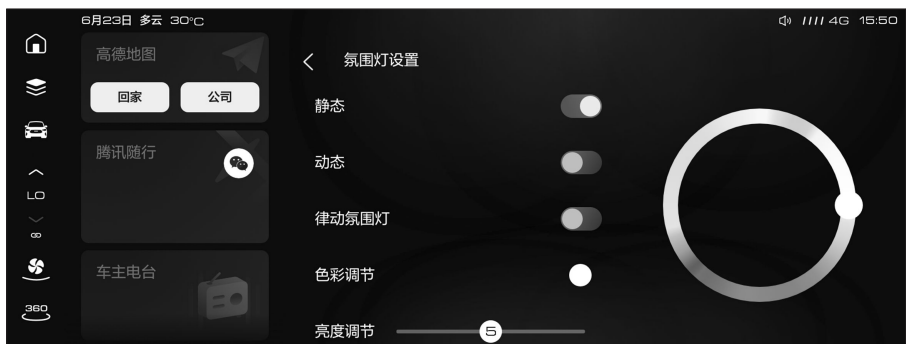 6月23日 多云 30°C
4G 15:50
高德地图
回家 公司
腾讯随行
车主电台
LO
360
氛围灯设置
静态
动态
律动氛围灯
色彩调节
亮度调节 5